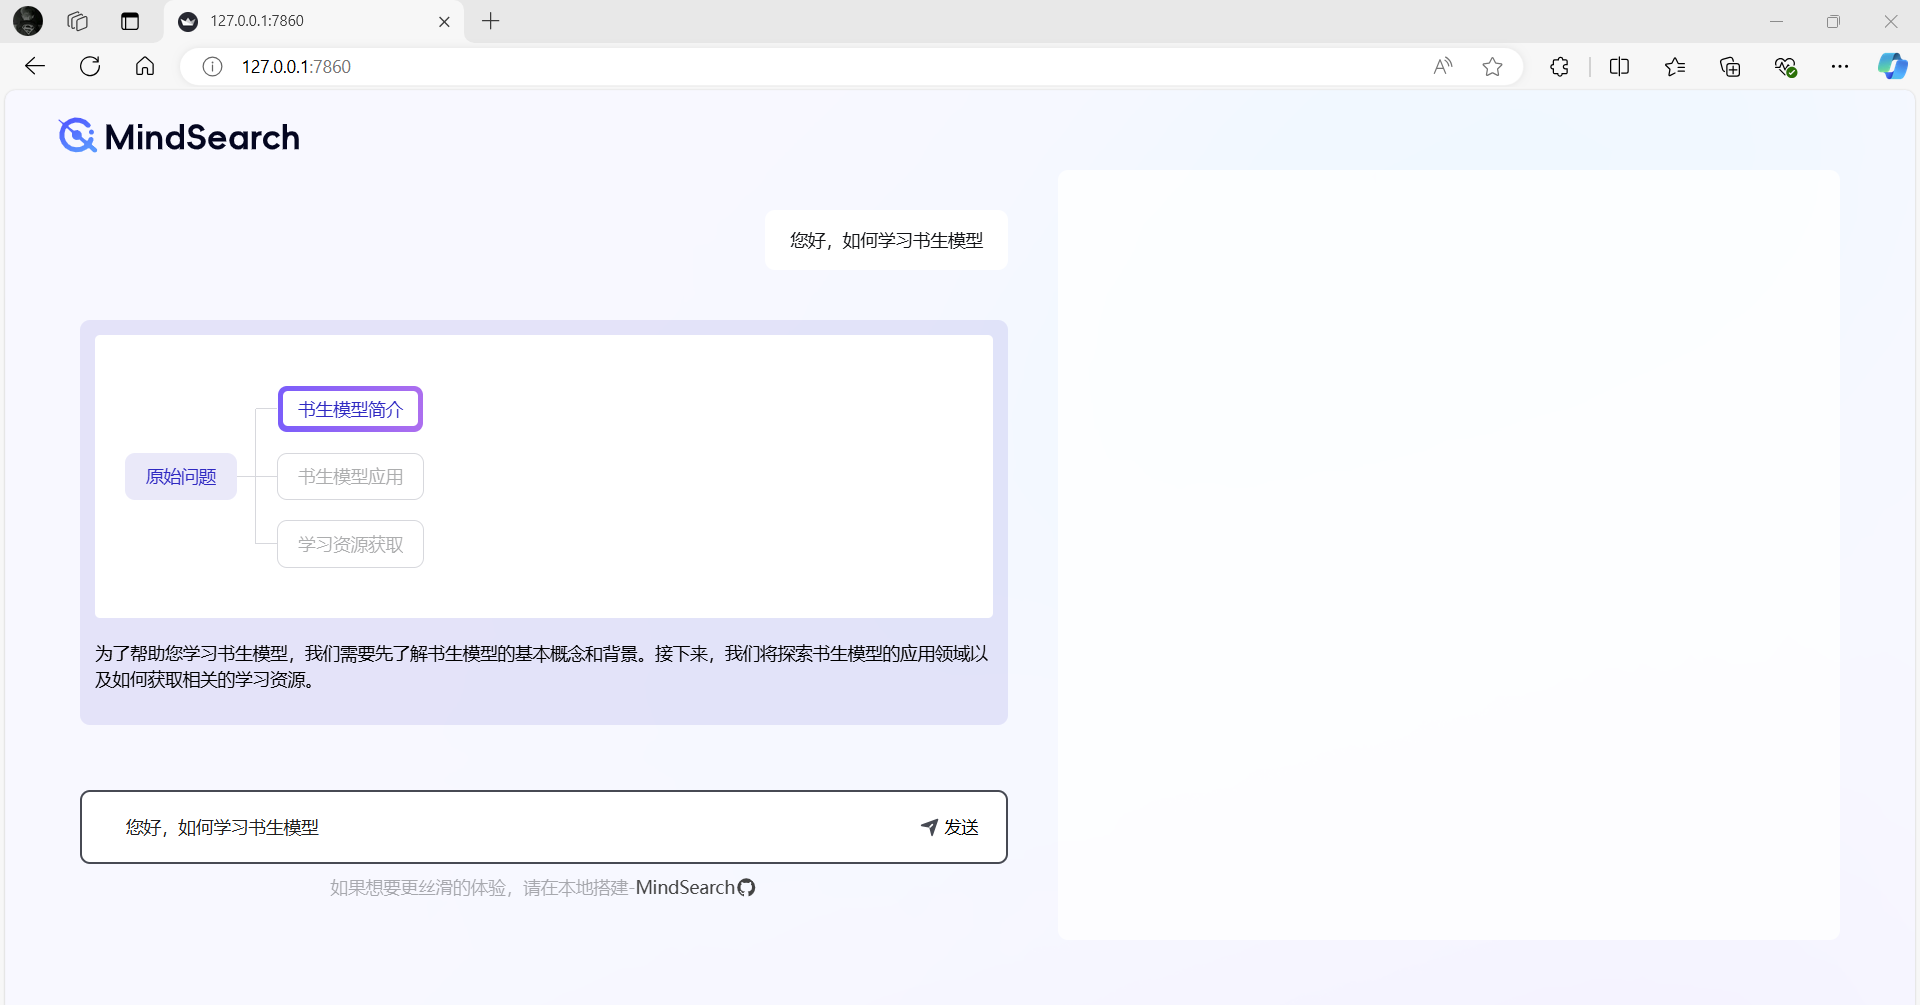 127.0.0.1:7860
127.0.0.1:7860
MindSearch
您好，如何学习书生模型
书生模型简介
原始问题
书生模型应用
学习资源获取
为了帮助您学习书生模型，我们需要先了解书生模型的基本概念和背景。接下来，我们将探索书生模型的应用领域以
及如何获取相关的学习资源。
您好，如何学习书生模型
发送
如果想要更丝滑的体验，请在本地搭建-MindSearch